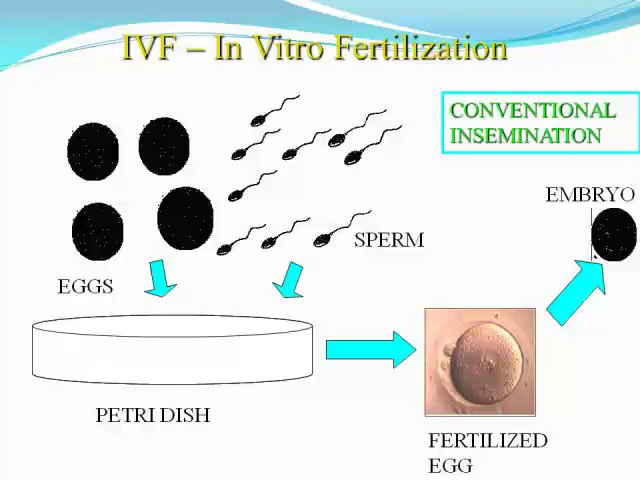 IVF – In Vitro Fertilization
CONVENTIONAL
INSEMINATION
EMBRYO
SPERM
EGGS
PETRI DISH
FERTILIZED
EGG